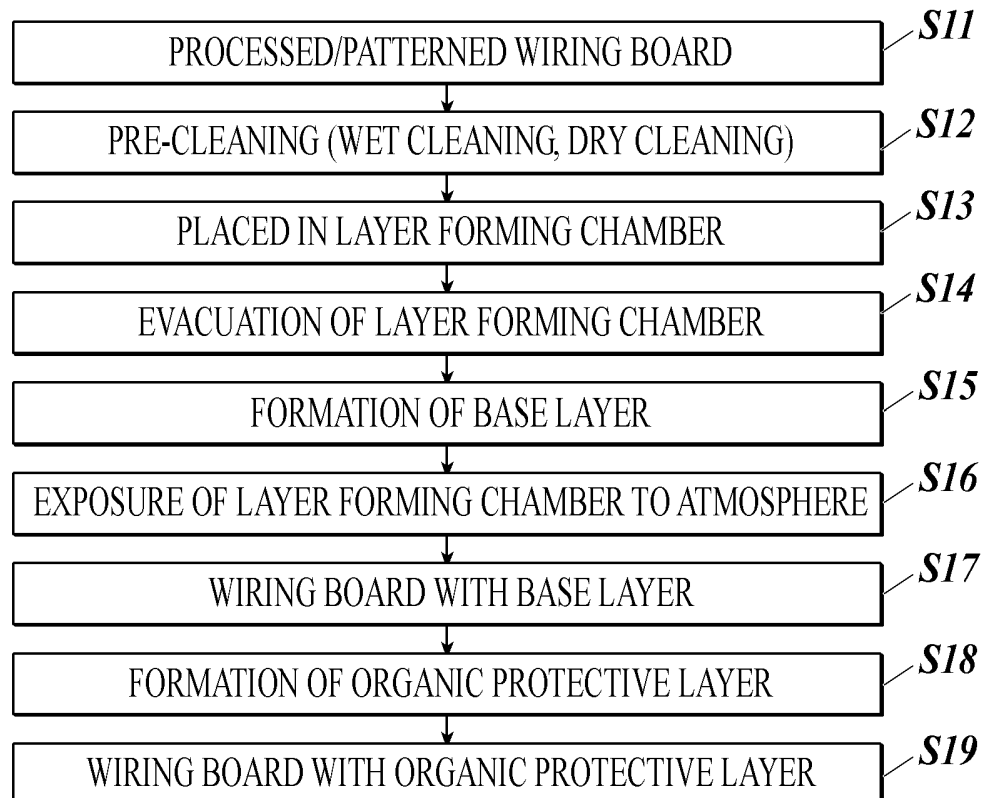 S11
PROCESSED/PATTERNED WIRING BOARD
S12
PRE-CLEANING (WET CLEANING, DRY CLEANING)
S13
PLACED IN LAYER FORMING CHAMBER
S14
EVACUATION OF LAYER FORMING CHAMBER
S15
FORMATION OF BASE LAYER
S16
EXPOSURE OF LAYER FORMING CHAMBER TO ATMOSPHERE
S17
WIRING BOARD WITH BASE LAYER
S18
FORMATION OF ORGANIC PROTECTIVE LAYER
S19
WIRING BOARD WITH ORGANIC PROTECTIVE LAYER